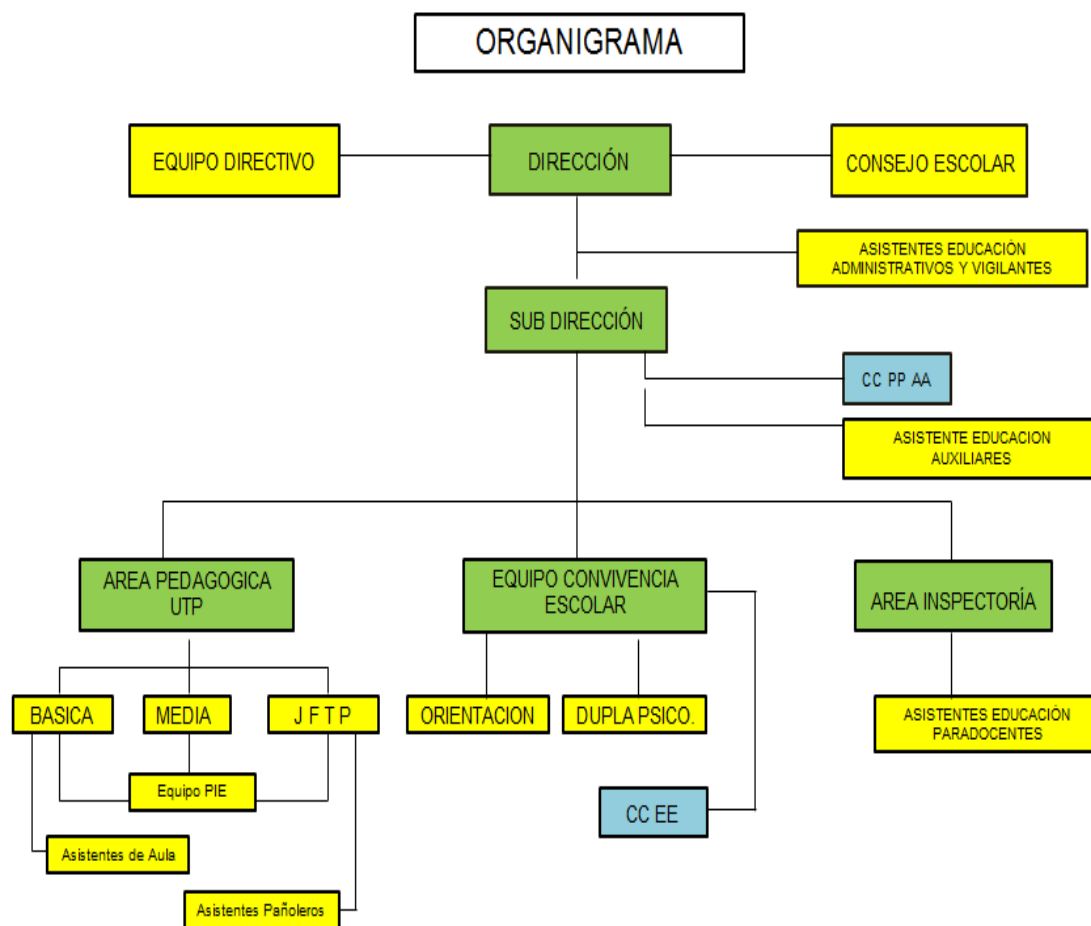 ORGANIGRAMA
EQUIPO DIRECTIVO
DIRECCIÓN
CONSEJO ESCOLAR
ASISTENTES EDUCACIÓN
ADMINISTRATIVOS Y VIGILANTES
SUB DIRECCIÓN
CC PP AA
ASISTENTE EDUCACION
AUXILIARES
AREA PEDAGOGICA
UTP
EQUIPO CONVIVENCIA
ESCOLAR
AREA INSPECTORÍA
BASICA
MEDIA
J F T P
ORIENTACION
DUPLA PSICO.
ASISTENTES EDUCACIÓN
PARADOCENTES
Equipo PIE
CC EE
Asistentes de Aula
Asistentes Pañoleros